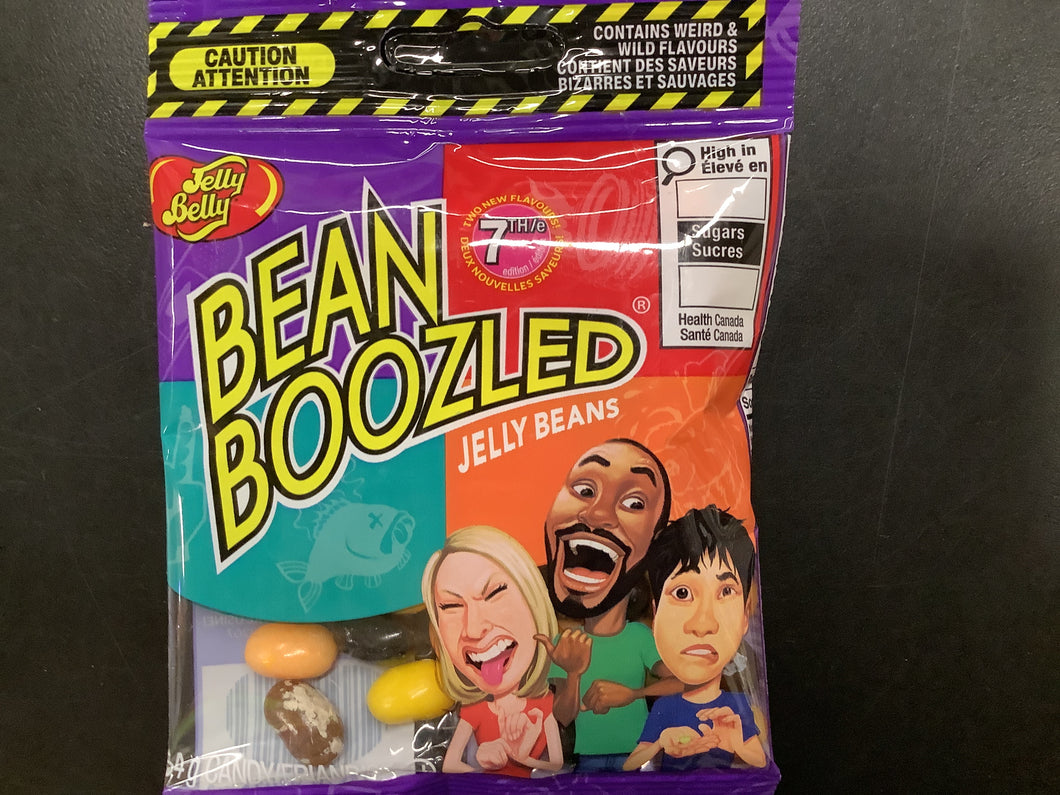 CAUTION
ATTENTION
CONTAINS WEIRD &
WILD FLAVOURS
CONTIENT DES SAVEURS
BIZARRES ET SAUVAGES
Jelly
Belly
High in
Élevé en
Sugars
Sucres
Health Canada
Santé Canada
TWO NEW FLAVOURS!
7TH/e
edition /
DEUX NOUVELLES SAVEURS!
BEAN
BOOZLED®
JELLY BEANS